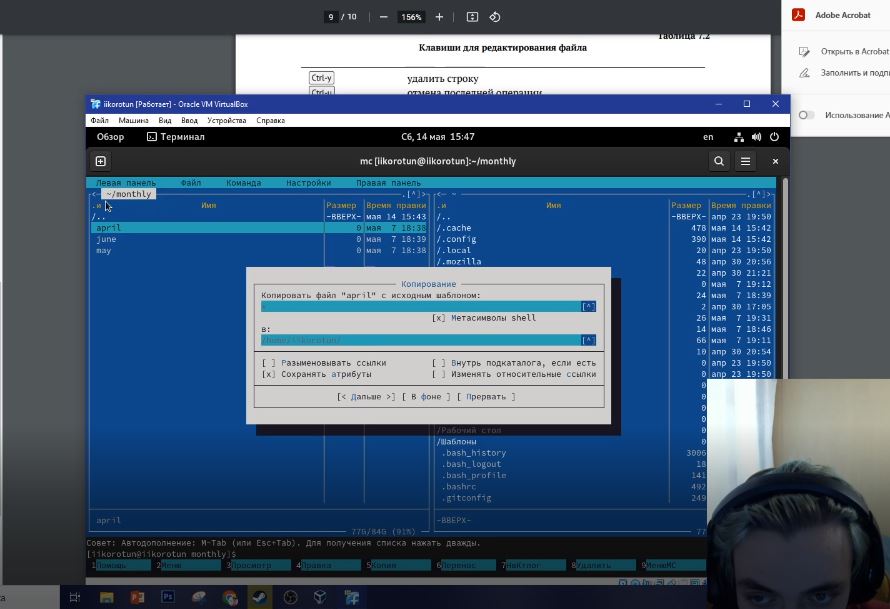 9 / 10 156%
Adobe Acrobat
Таблица 7.2
Клавиши для редактирования файла
Открыть в Acrobat
Ctrl-y удалить строку
Ctrl-u отмена последней операции
Заполнить и подпи
iikorotun [Работает] - Oracle VM VirtualBox
Использование A
Файл Машина Вид Ввод Устройства Справка
Обзор Терминал Сб, 14 мая 15:47 en
mc [iikorotun@iikorotun]:~/monthly
Левая панель Файл Команда Настройки Правая панель
<— ~/monthly .[^]> <— ~ .[^]>
.и Имя Размер Время правки .и Имя Размер Время правки
/.. -ВВЕРХ- мая 14 15:43 /.. -ВВЕРХ- апр 23 19:50
april 0 мая 7 18:38 /.cache 478 мая 14 15:42
june 0 мая 7 18:39 /.config 390 мая 14 15:42
may 0 мая 7 18:38 /.local 20 апр 23 19:50
/.mozilla 48 апр 30 20:56
22 апр 30 21:21
Копирование 0 мая 7 19:12
Копировать файл "april" с исходным шаблоном: 24 мая 7 18:39
[^] 2 апр 30 17:05
[x] Метасимволы shell 26 мая 7 19:31
в: 14 мая 7 18:46
/home/iikorotun/ [^] 66 мая 7 19:11
10 апр 30 20:54
[ ] Разыменовывать ссылки [ ] Внутрь подкаталога, если есть 0 апр 23 19:50
[x] Сохранять атрибуты [ ] Изменять относительные ссылки 0 апр 23 19:50
0
[< Дальше >] [ В фоне ] [ Прервать ] 0
0
/Рабочий стол 0
/Шаблоны 0
.bash_history 3006
.bash_logout 18
.bash_profile 141
.bashrc 492
.gitconfig 249
april -ВВЕРХ-
77G/84G (91%) 77
Совет: Автодополнение: M-Tab (или Esc+Tab). Для получения списка нажать дважды.
[iikorotun@iikorotun monthly]$
1Помощь 2Меню 3Просмотр 4Правка 5Копия 6Перенос 7НвКтлог 8Удалить 9МенюMC